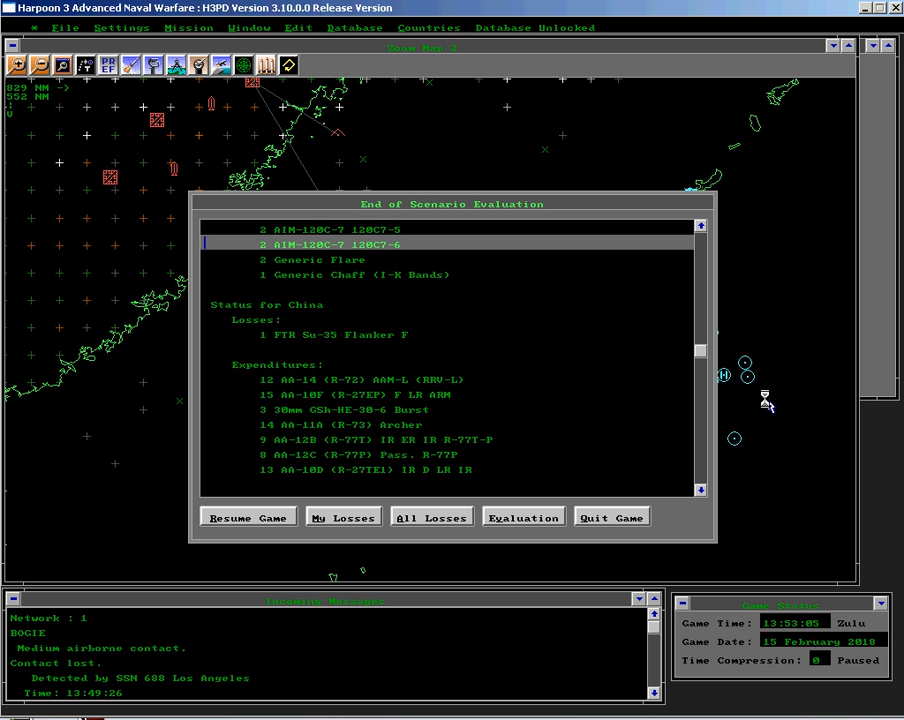 Harpoon 3 Advanced Naval Warfare : H3PD Version 3.10.0.0 Release Version
* File Settings Mission Window Edit Database Countries Database Unlocked
Zoom Map 2
PR
EF
829 NM ->
552 NM
|
V
End of Scenario Evaluation
2 AIM-120C-7 120C7-5
2 AIM-120C-7 120C7-6
2 Generic Flare
1 Generic Chaff (I-K Bands)
Status for China
Losses:
1 FTR Su-35 Flanker F
Expenditures:
12 AA-14 (R-72) AAM-L (RRV-L)
15 AA-10F (R-27EP) F LR ARM
3 30mm GSh-HE-30-6 Burst
14 AA-11A (R-73) Archer
9 AA-12B (R-77T) IR ER IR R-77T-P
8 AA-12C (R-77P) Pass. R-77P
13 AA-10D (R-27TE1) IR D LR IR
Resume Game My Losses All Losses Evaluation Quit Game
Incoming Messages
Network : 1
BOGIE
Medium airborne contact.
Contact lost.
Detected by SSN 688 Los Angeles
Time: 13:49:26
Game Status
Game Time: 13:53:05 Zulu
Game Date: 15 February 2018
Time Compression: 0 Paused